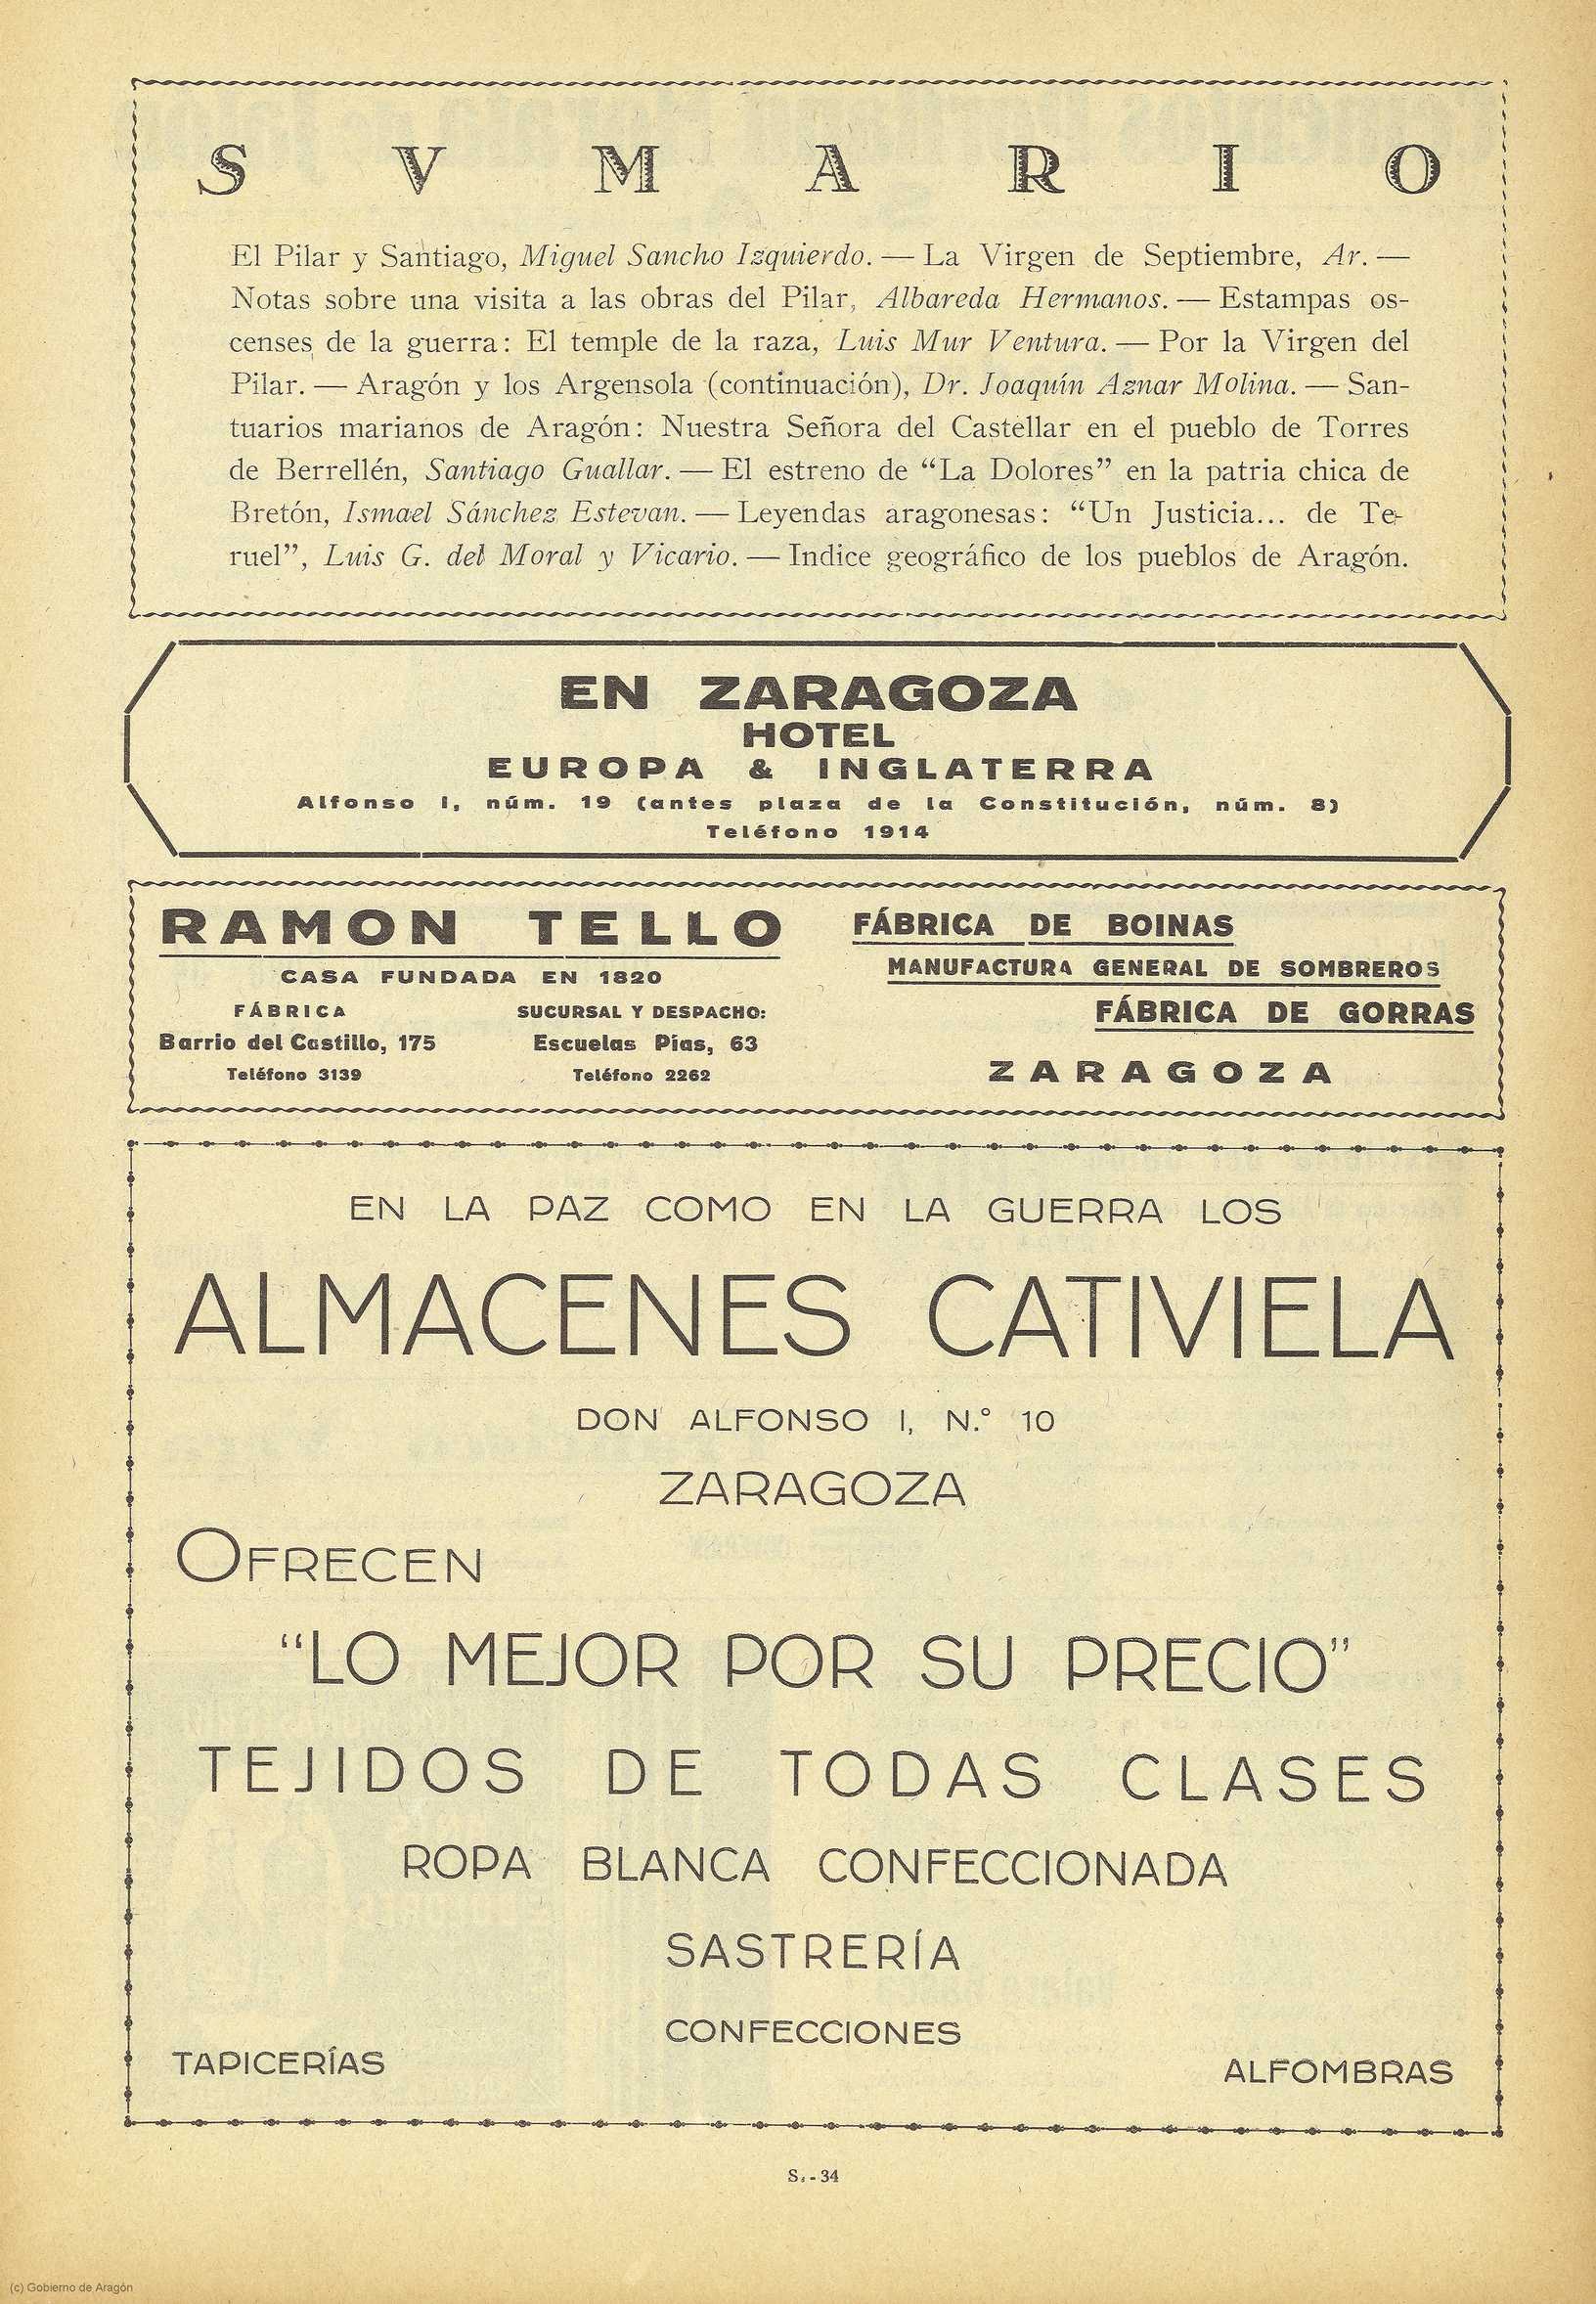 SVMARIO
El Pilar y Santiago, Miguel Sancho Izquierdo. — La Virgen de Septiembre, Ar. —
Notas sobre una visita a las obras del Pilar, Albareda Hermanos. — Estampas os-
censes de la guerra: El temple de la raza, Luis Mur Ventura. — Por la Virgen del
Pilar. — Aragón y los Argensola (continuación), Dr. Joaquín Aznar Molina. — San-
tuarios marianos de Aragón: Nuestra Señora del Castellar en el pueblo de Torres
de Berrellén, Santiago Guallar. — El estreno de “La Dolores” en la patria chica de
Bretón, Ismael Sánchez Estevan. — Leyendas aragonesas: “Un Justicia... de Te-
ruel”, Luis G. del Moral y Vicario. — Indice geográfico de los pueblos de Aragón.
EN ZARAGOZA
HOTEL
EUROPA & INGLATERRA
Alfonso I, núm. 19 (antes plaza de la Constitución, núm. 8)
Teléfono 1914
RAMON TELLO
CASA FUNDADA EN 1820
FÁBRICA
Barrio del Castillo, 175
Teléfono 3139
SUCURSAL Y DESPACHO:
Escuelas Pías, 63
Teléfono 2262
FÁBRICA DE BOINAS
MANUFACTURA GENERAL DE SOMBREROS
FÁBRICA DE GORRAS
ZARAGOZA
EN LA PAZ COMO EN LA GUERRA LOS
ALMACENES CATIVIELA
DON ALFONSO I, N.° 10
ZARAGOZA
OFRECEN
“LO MEJOR POR SU PRECIO”
TEJIDOS DE TODAS CLASES
ROPA BLANCA CONFECCIONADA
SASTRERÍA
CONFECCIONES
TAPICERÍAS
ALFOMBRAS
S. - 34
(c) Gobierno de Aragón